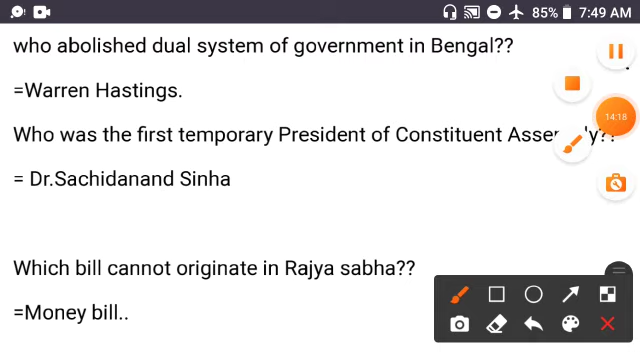 85% 7:49 AM
who abolished dual system of government in Bengal??
=Warren Hastings.
14:18
Who was the first temporary President of Constituent
= Dr.Sachidanand Sinha
Which bill cannot originate in Rajya sabha??
=Money bill..